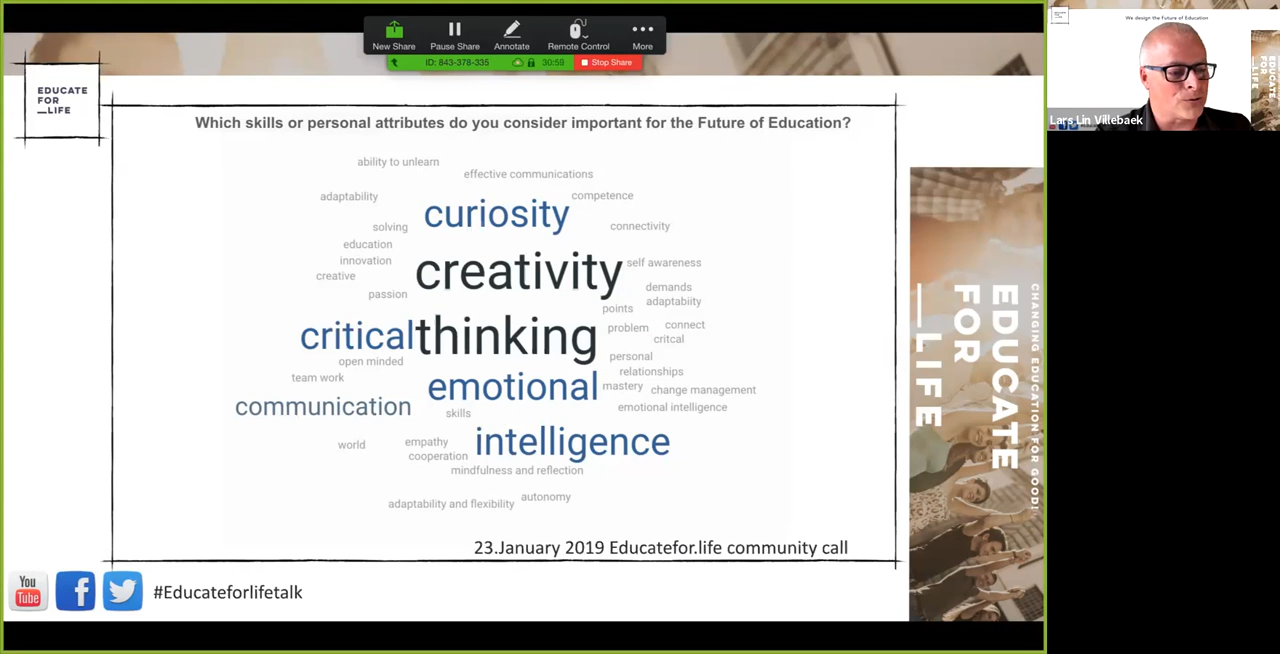 New Share
Pause Share
Annotate
Remote Control
More
ID: 843-378-335
30:59
Stop Share
EDUCATE
FOR
__LIFE
Which skills or personal attributes do you consider important for the Future of Education?
ability to unlearn
effective communications
adaptability
competence
curiosity
solving
connectivity
education
innovation
creativity
self awareness
creative
demands
passion
adaptabiity
points
critical
thinking
problem
connect
critcal
open minded
personal
relationships
team work
emotional
mastery
change management
communication
skills
emotional intelligence
world
empathy
intelligence
cooperation
mindfulness and reflection
adaptability and flexibility
autonomy
23.January 2019 Educatefor.life community call
You
Tube
#Educateforlifetalk
CHANGING EDUCATION FOR GOOD!
EDUCATE
FOR
__LIFE
We design the Future of Education
Lars Lin Villebaek